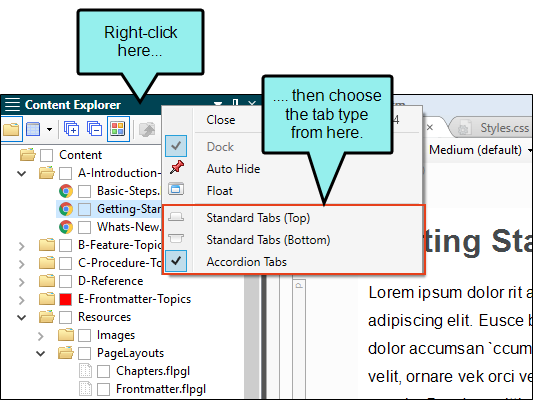 Right-click
here...
.... then choose
the tab type
from here.
Content Explorer
Close
4
Styles.css
Dock
Medium (default)
Auto Hide
Float
Standard Tabs (Top)
Standard Tabs (Bottom)
Accordion Tabs
Content
A-Introduction-
Basic-Steps.
Getting-Star
Whats-New.
B-Feature-Topic
C-Procedure-To
D-Reference
E-Frontmatter-Topics
Resources
Images
PageLayouts
Chapters.flpgl
Frontmatter.flpgl
ting Sta
Lorem ipsum dolor rit a
adipiscing elit. Eusce b
dolor accumsan `ccum
velit, ornare vek orci ve